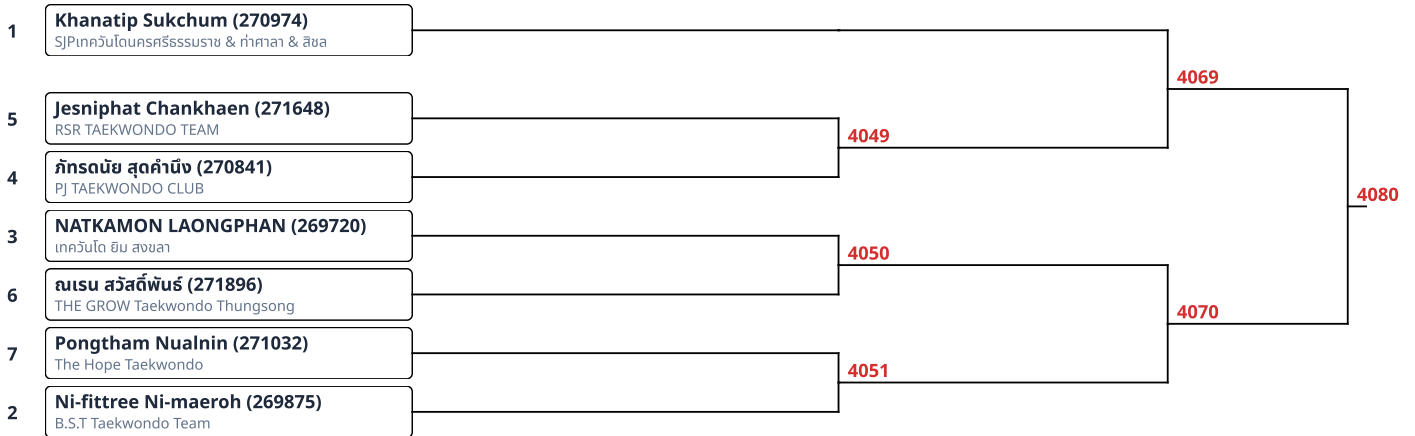 1
Khanatip Sukchum (270974)
SJPเทควันโดนครศรีธรรมราช & ท่าศาลา & สิชล
4069
5
Jesniphat Chankhaen (271648)
RSR TAEKWONDO TEAM
4049
4
ภัทรดนัย สุดคำนึง (270841)
PJ TAEKWONDO CLUB
4080
3
NATKAMON LAONGPHAN (269720)
เทควันโด ยิม สงขลา
4050
6
ณเรน สวัสดิ์พันธ์ (271896)
THE GROW Taekwondo Thungsong
4070
7
Pongtham Nualnin (271032)
The Hope Taekwondo
4051
2
Ni-fittree Ni-maeroh (269875)
B.S.T Taekwondo Team